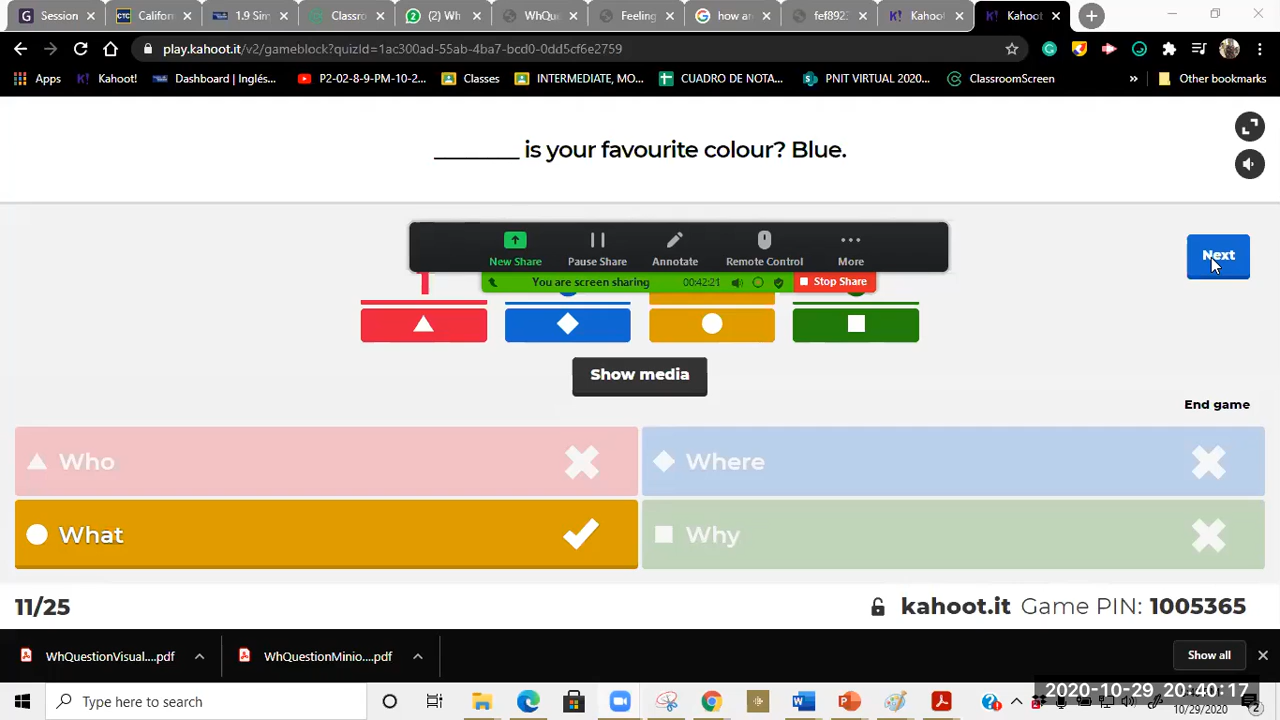 Session
Californ
1.9 Sim
Classro
(2) Wh
WhQue
Feeling
how ar
fef892
Kahoot
Kahoot
play.kahoot.it/v2/gameblock?quizId=1ac300ad-55ab-4ba7-bcd0-0dd5cf6e2759
Apps
Kahoot!
Dashboard | Inglés...
P2-02-8-9-PM-10-2...
Classes
INTERMEDIATE, MO...
CUADRO DE NOTA...
PNIT VIRTUAL 2020...
ClassroomScreen
»
Other bookmarks
_______ is your favourite colour? Blue.
New Share
Pause Share
Annotate
Remote Control
More
You are screen sharing
00:42:21
Stop Share
Next
Show media
End game
Who
Where
What
Why
11/25
kahoot.it Game PIN: 1005365
WhQuestionVisual....pdf
WhQuestionMinio....pdf
Show all
Type here to search
2020-10-29 20:40:17
10/29/2020